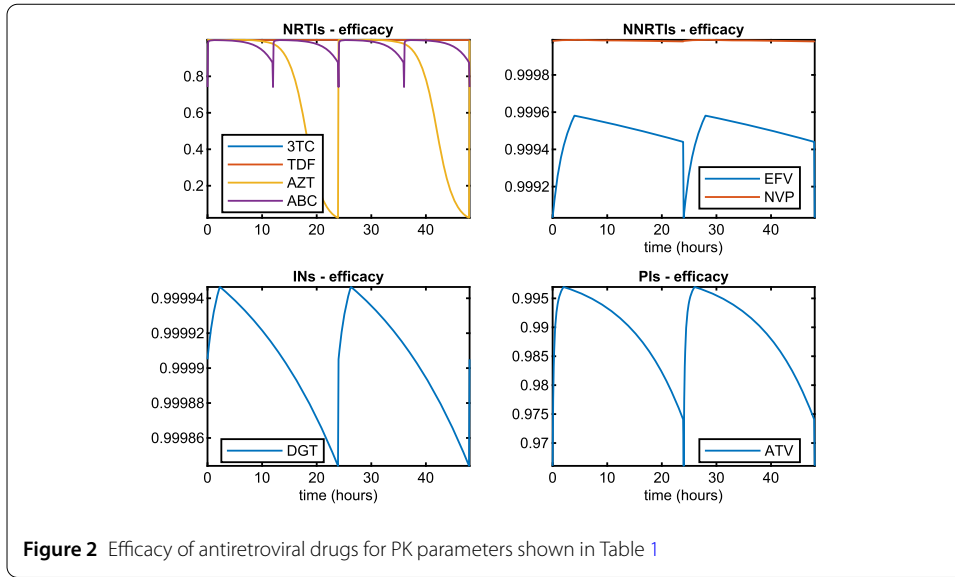 NRTIs - efficacy
0.8
0.6
0.4
0.2
3TC
TDF
AZT
ABC
0 10 20 30 40
NNRTIs - efficacy
0.9998
0.9996
0.9994
0.9992
EFV
NVP
0 10 20 30 40
time (hours)
INs - efficacy
0.99994
0.99992
0.9999
0.99988
0.99986
DGT
0 10 20 30 40
time (hours)
PIs - efficacy
0.995
0.99
0.985
0.98
0.975
0.97
ATV
0 10 20 30 40
time (hours)
Figure 2 Efficacy of antiretroviral drugs for PK parameters shown in Table 1